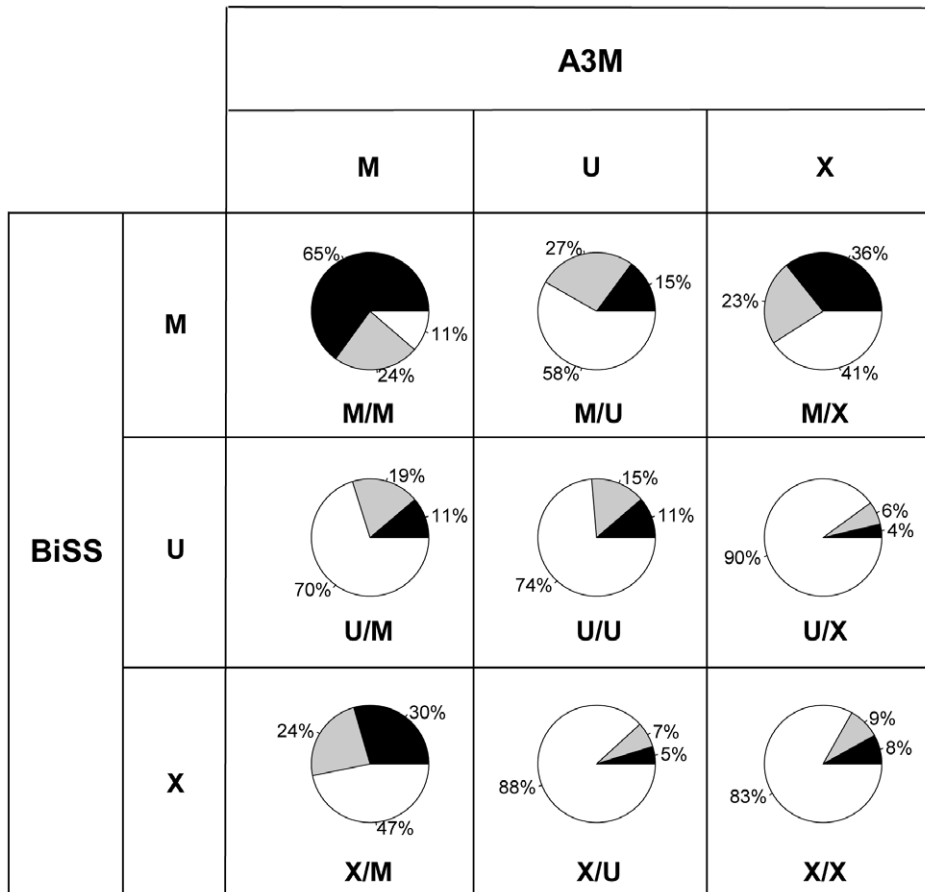 A3M
M
U
X
BiSS
M
65%
11%
24%
M/M
27%
15%
58%
M/U
36%
23%
41%
M/X
U
19%
11%
70%
U/M
15%
11%
74%
U/U
6%
4%
90%
U/X
X
30%
24%
47%
X/M
7%
5%
88%
X/U
9%
8%
83%
X/X